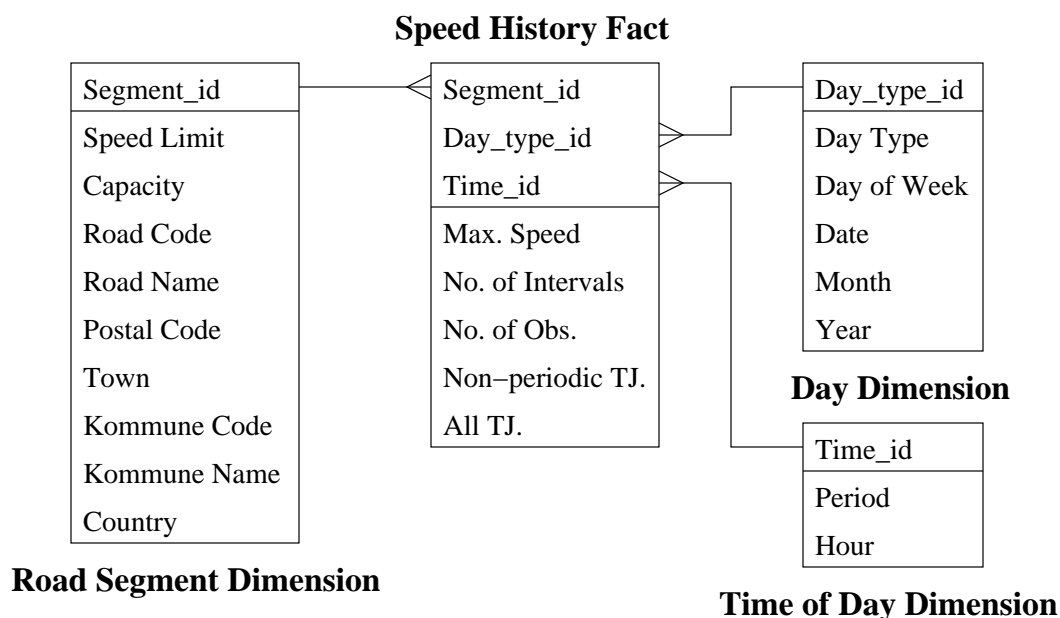 Speed History Fact
Segment_id
Speed Limit
Capacity
Road Code
Road Name
Postal Code
Town
Kommune Code
Kommune Name
Country
Road Segment Dimension
Segment_id
Day_type_id
Time_id
Max. Speed
No. of Intervals
No. of Obs.
Non−periodic TJ.
All TJ.
Day_type_id
Day Type
Day of Week
Date
Month
Year
Day Dimension
Time_id
Period
Hour
Time of Day Dimension